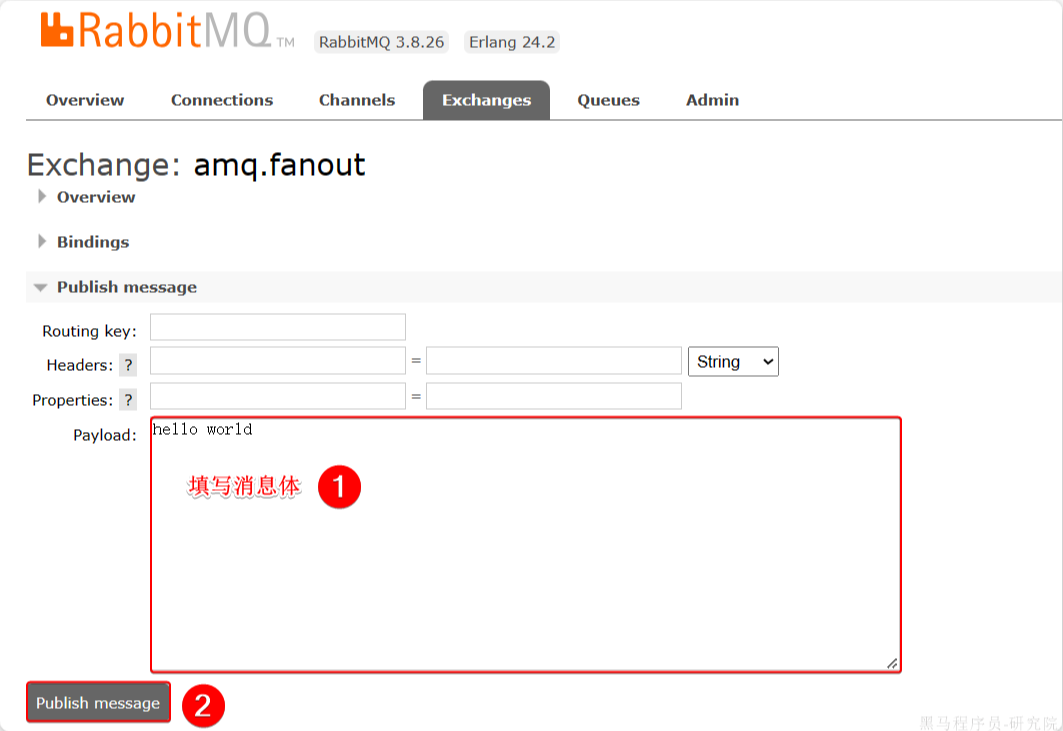 RabbitMQ TM RabbitMQ 3.8.26 Erlang 24.2
Overview Connections Channels Exchanges Queues Admin
Exchange: amq.fanout
Overview
Bindings
Publish message
Routing key:
Headers: ? = String
Properties: ? =
Payload: hello world
填写消息体 1
Publish message 2
黑马程序员-研究院